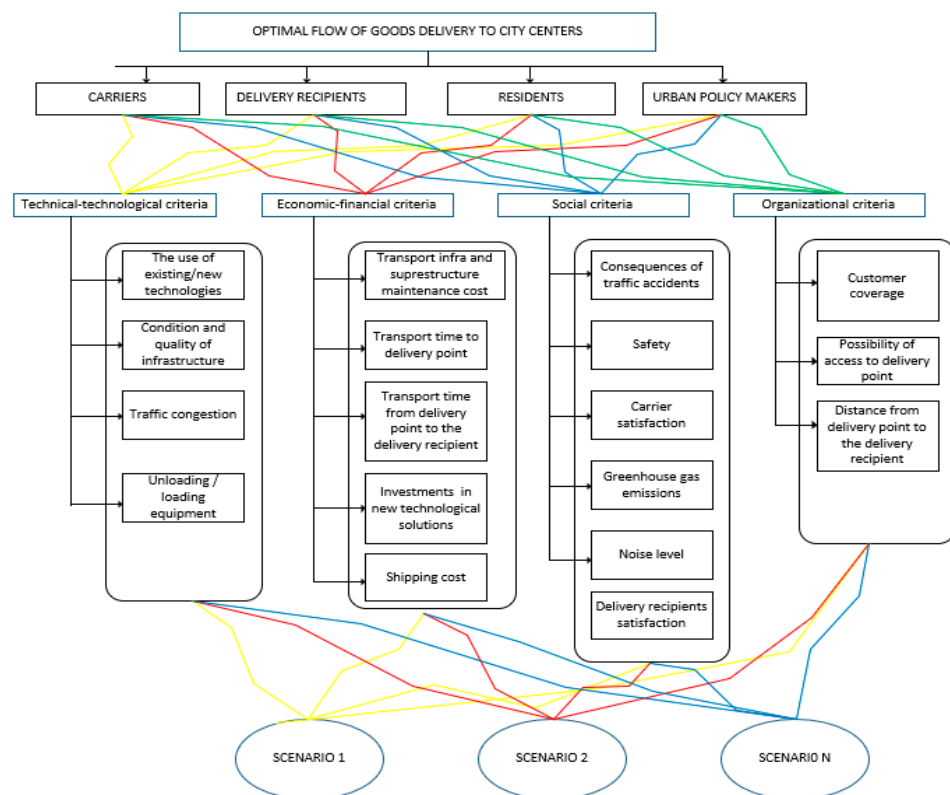 OPTIMAL FLOW OF GOODS DELIVERY TO CITY CENTERS
CARRIERS
DELIVERY RECIPIENTS
RESIDENTS
URBAN POLICY MAKERS
Technical-technological criteria
Economic-financial criteria
Social criteria
Organizational criteria
The use of
existing/new
technologies
Condition and
quality of
infrastructure
Traffic congestion
Unloading /
loading
equipment
Transport infra and
suprestructure
maintenance cost
Transport time to
delivery point
Transport time
from delivery
point to the
delivery recipient
Investments in
new technological
solutions
Shipping cost
Consequences of
traffic accidents
Safety
Carrier
satisfaction
Greenhouse gas
emissions
Noise level
Delivery recipients
satisfaction
Customer
coverage
Possibility of
access to delivery
point
Distance from
delivery point to
the delivery
recipient
SCENARIO 1
SCENARIO 2
SCENARIO N